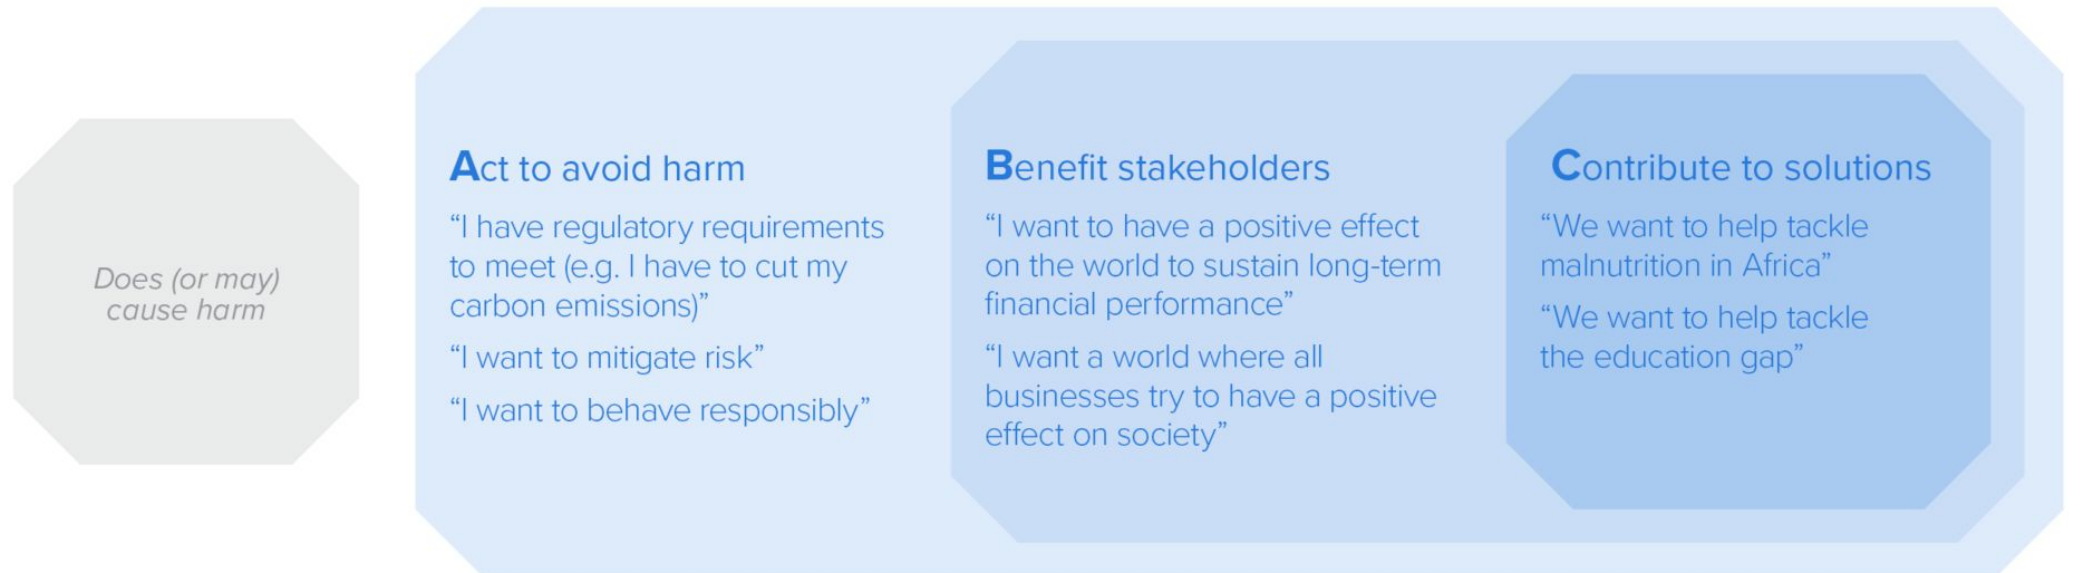 Does (or may)
cause harm
Act to avoid harm
“I have regulatory requirements
to meet (e.g. I have to cut my
carbon emissions)”
“I want to mitigate risk”
“I want to behave responsibly”
Benefit stakeholders
“I want to have a positive effect
on the world to sustain long-term
financial performance”
“I want a world where all
businesses try to have a positive
effect on society”
Contribute to solutions
“We want to help tackle
malnutrition in Africa”
“We want to help tackle
the education gap”